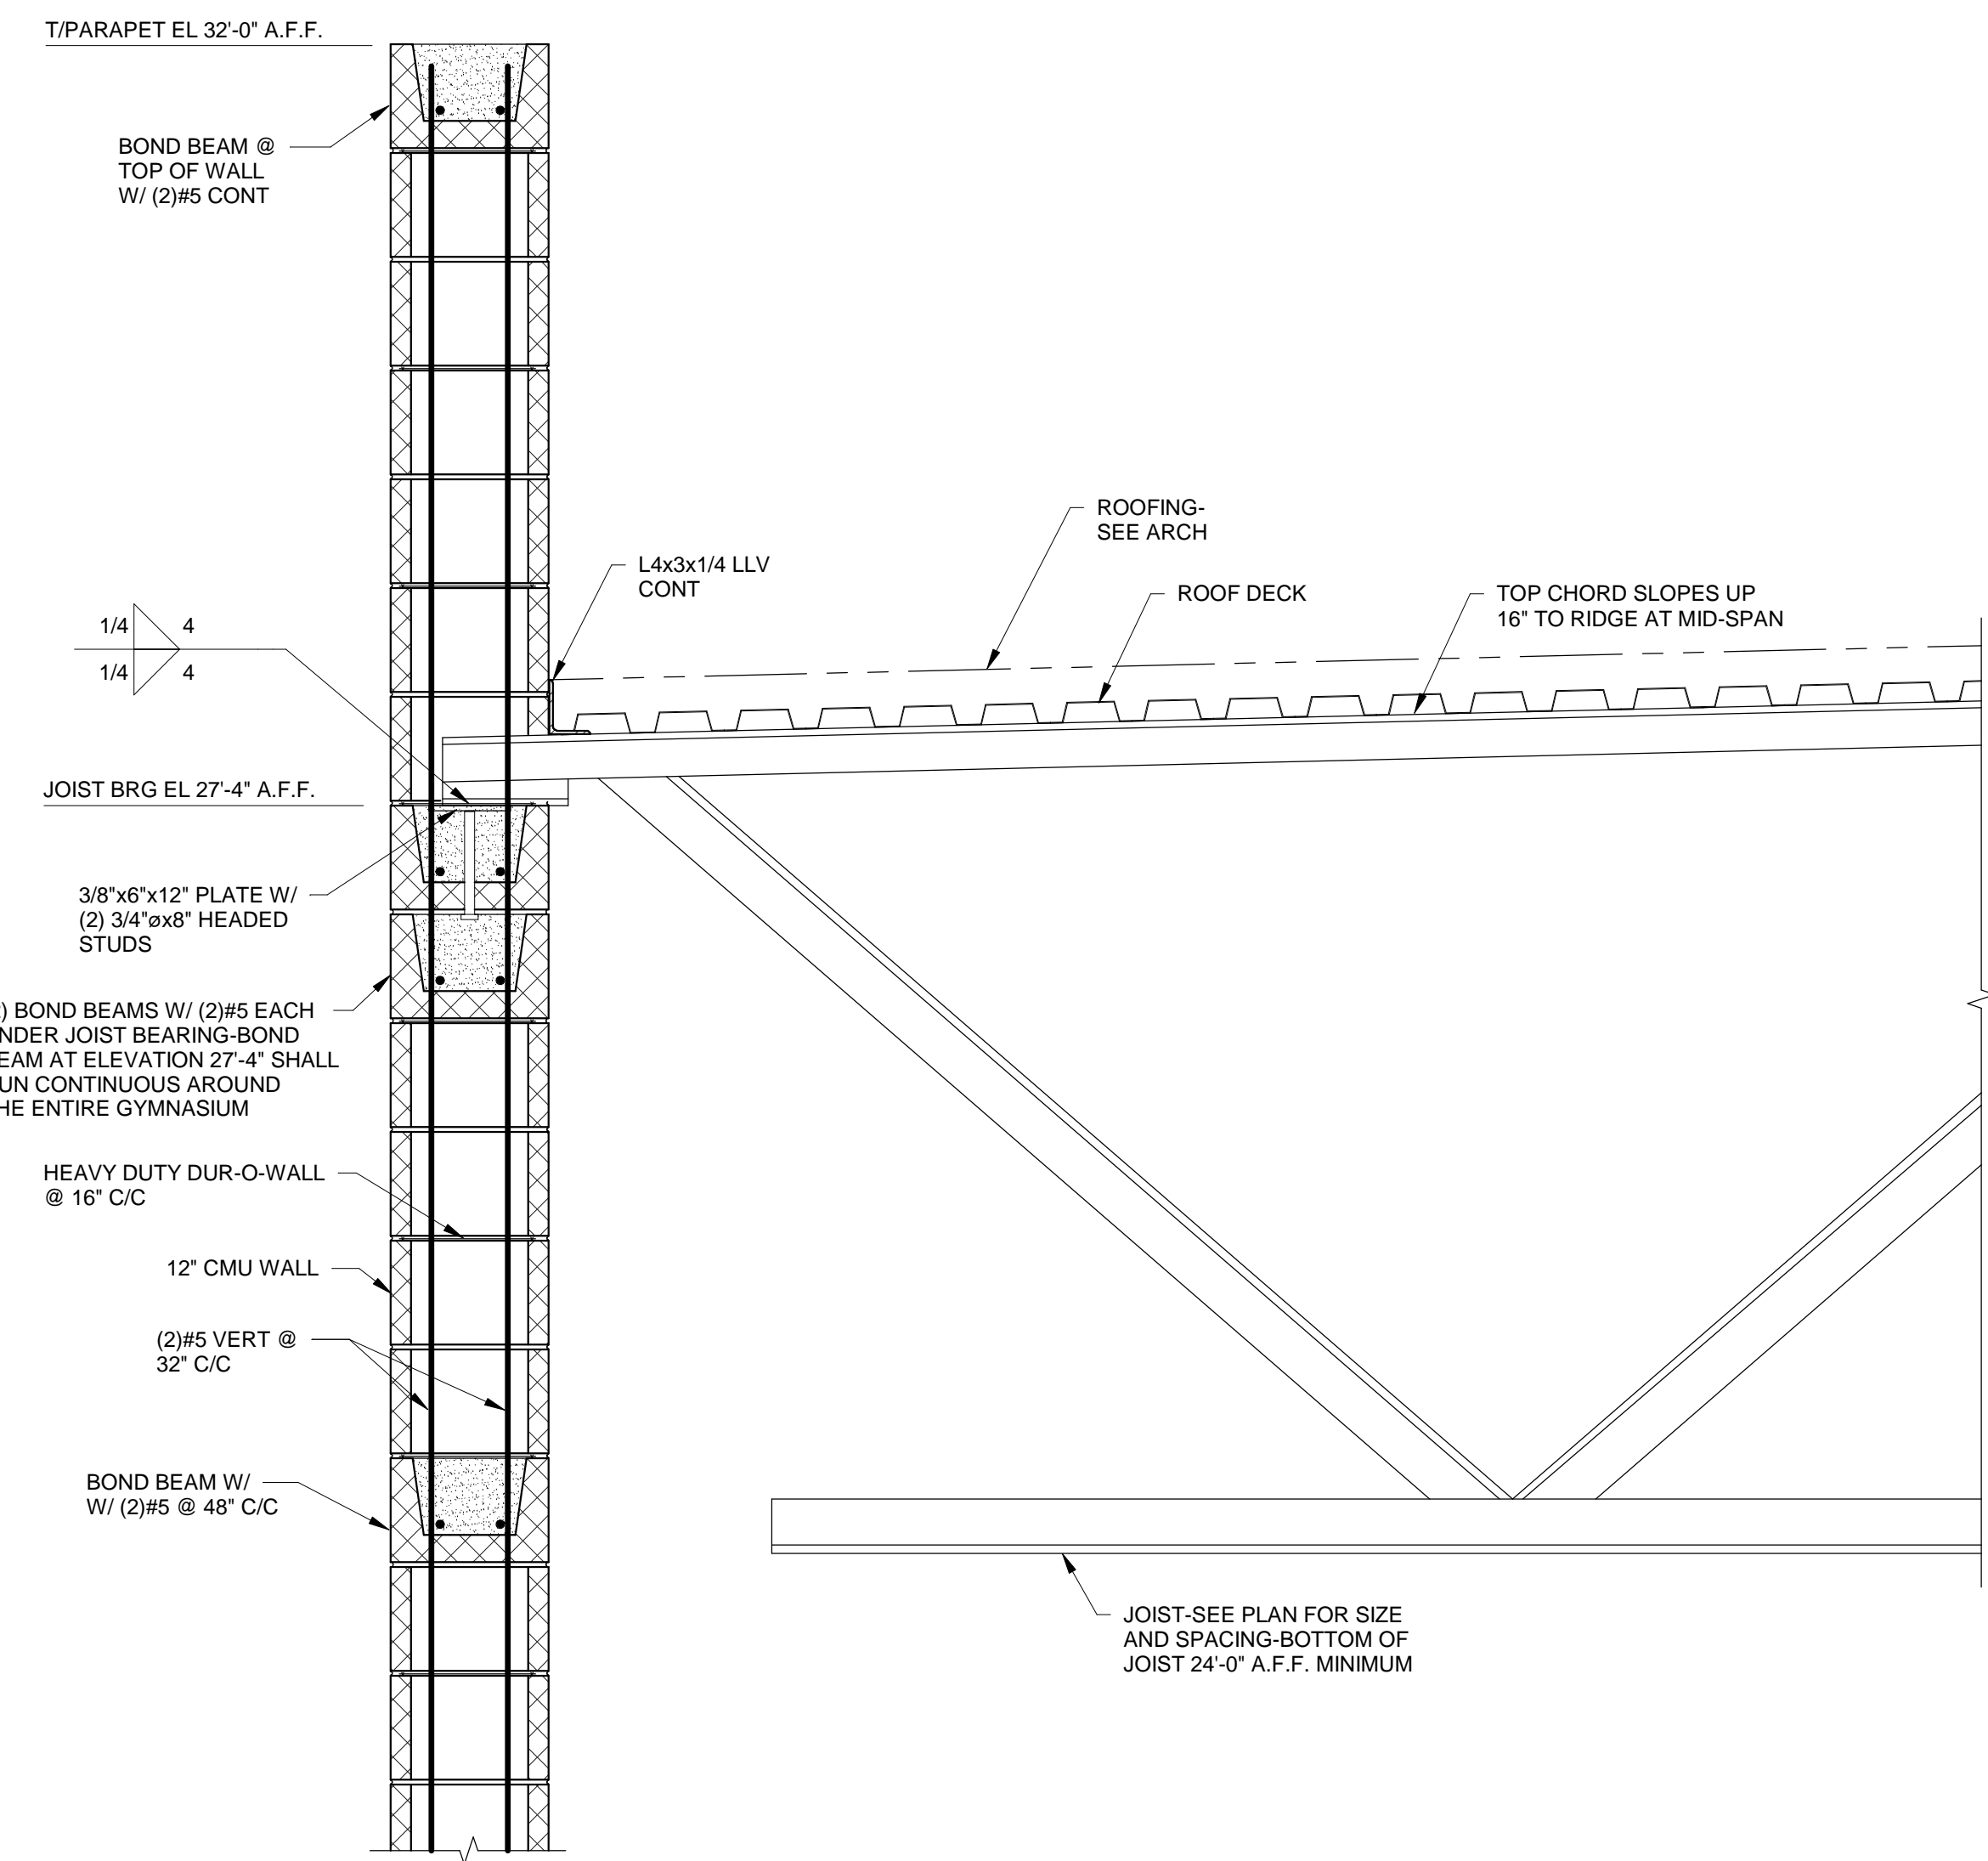 T/PARAPET EL 32'-0" A.F.F.
BOND BEAM @
TOP OF WALL
W/ (2)#5 CONT
ROOFING-
SEE ARCH
L4x3x1/4 LLV
CONT
ROOF DECK
TOP CHORD SLOPES UP
16" TO RIDGE AT MID-SPAN
1/4 4
1/4 4
JOIST BRG EL 27'-4" A.F.F.
3/8"x6"x12" PLATE W/
(2) 3/4"øx8" HEADED
STUDS
) BOND BEAMS W/ (2)#5 EACH
NDER JOIST BEARING-BOND
EAM AT ELEVATION 27'-4" SHALL
UN CONTINUOUS AROUND
HE ENTIRE GYMNASIUM
HEAVY DUTY DUR-O-WALL
@ 16" C/C
12" CMU WALL
(2)#5 VERT @
32" C/C
BOND BEAM W/
W/ (2)#5 @ 48" C/C
JOIST-SEE PLAN FOR SIZE
AND SPACING-BOTTOM OF
JOIST 24'-0" A.F.F. MINIMUM